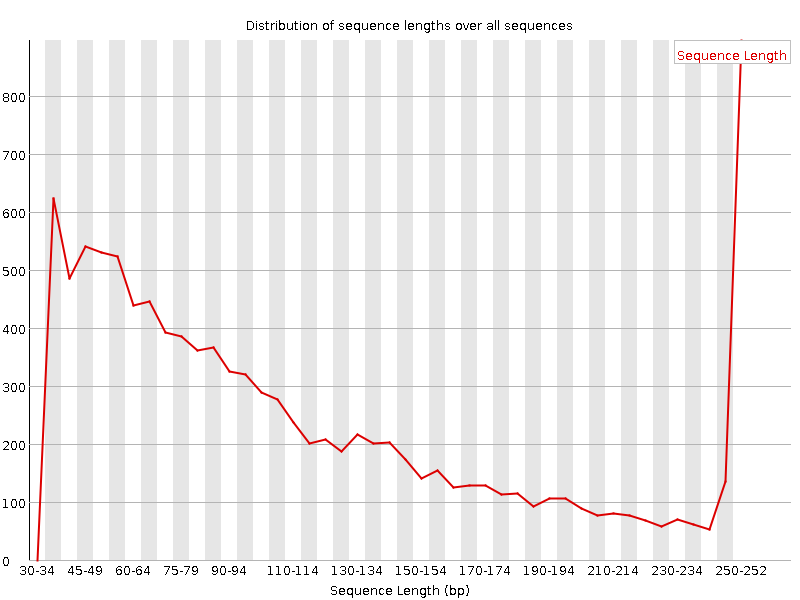 Distribution of sequence lengths over all sequences
Sequence Length
800
700
600
500
400
300
200
100
0
30-34 45-49 60-64 75-79 90-94 110-114 130-134 150-154 170-174 190-194 210-214 230-234 250-252
Sequence Length (bp)